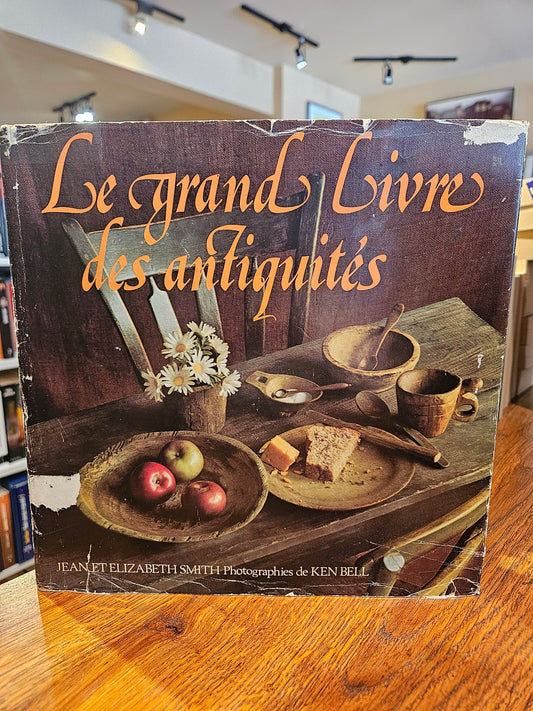 Le grand Livre
des antiquités
JEAN ET ELIZABETH SMITH Photographies de KEN BELL